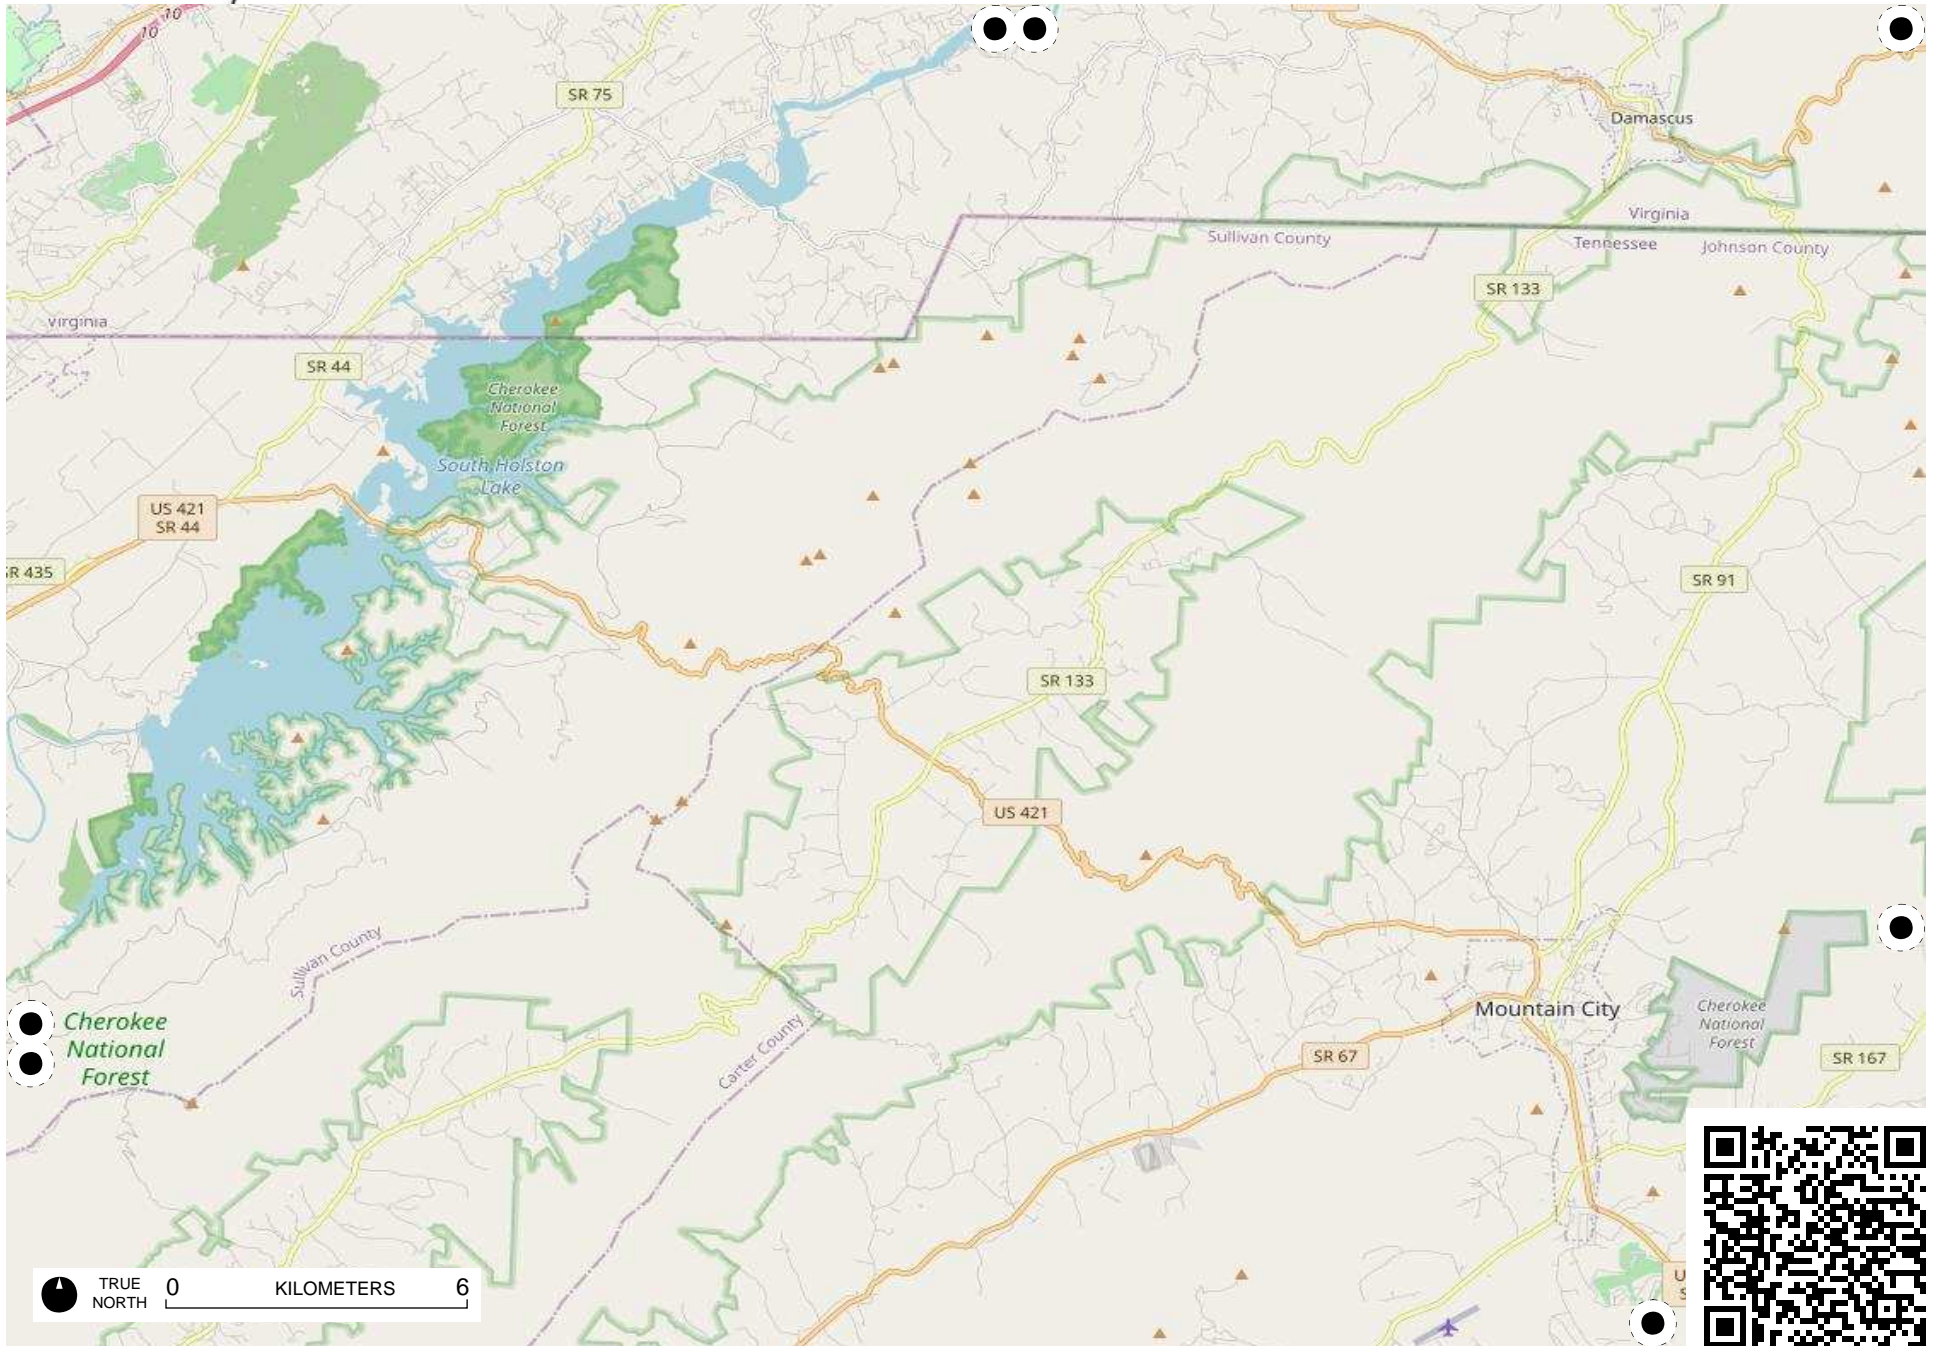 10
10
SR 75
Damascus
Virginia
Sullivan County
Tennessee
Johnson County
SR 133
Virginia
SR 44
Cherokee
National
Forest
South Holston
Lake
US 421
SR 44
SR 435
SR 91
SR 133
US 421
Sullivan County
Cherokee
National
Forest
Mountain City
Cherokee
National
Forest
Carter County
SR 67
SR 167
TRUE
NORTH
0 KILOMETERS 6